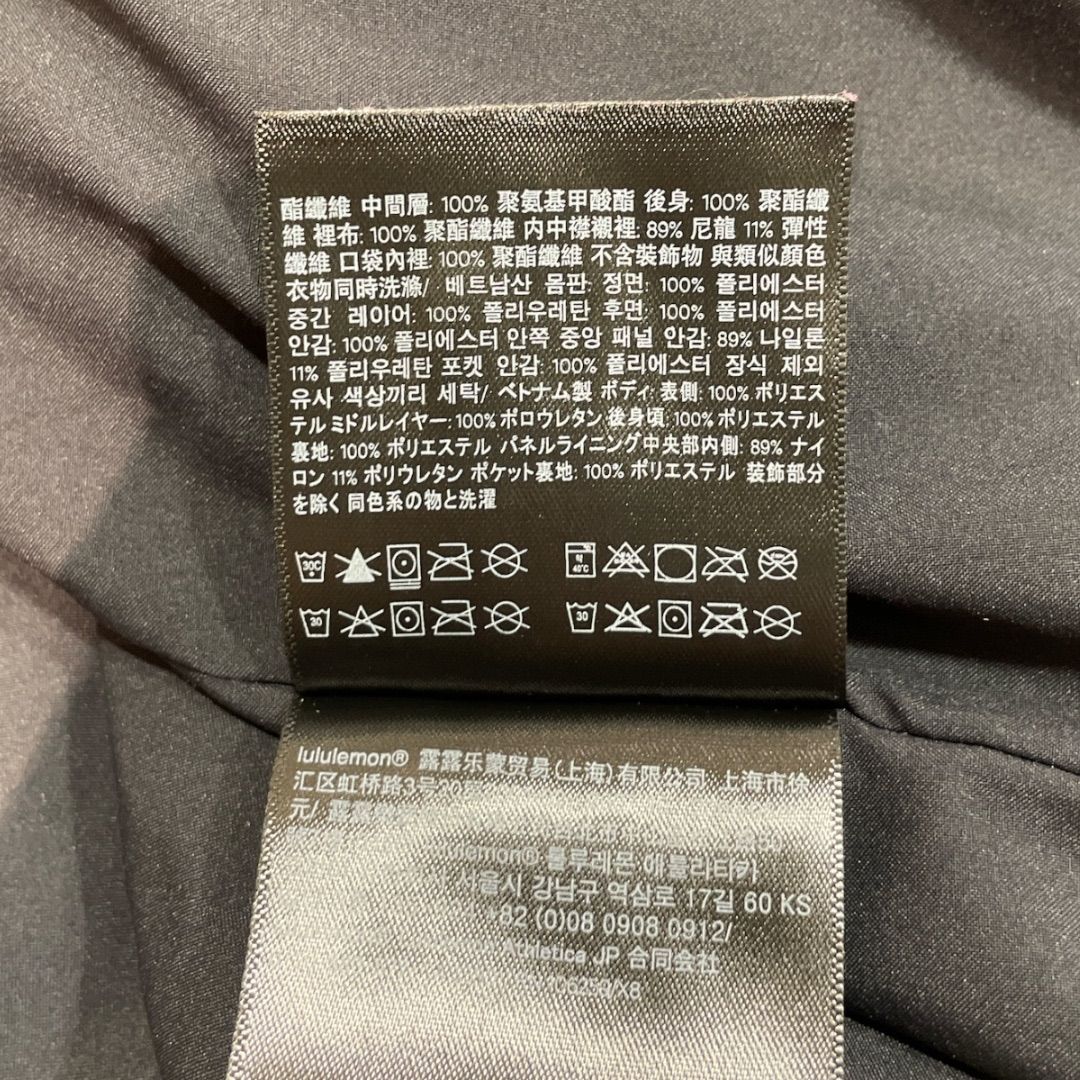 酯纖維 中間層: 100% 聚氨基甲酸酯 後身: 100% 聚酯纖
維 裡布: 100% 聚酯纖維 内中襟襯裡: 89% 尼龍 11% 彈性
纖維 口袋內裡: 100% 聚酯纖維 不含裝飾物 與類似顏色
衣物同時洗滌/ 베트남산 몸판: 정면: 100% 폴리에스터
중간 레이어: 100% 폴리우레탄 후면: 100% 폴리에스터
안감: 100% 폴리에스터 안쪽 중앙 패널 안감: 89% 나일론
11% 폴리우레탄 포켓 안감: 100% 폴리에스터 장식 제외
유사 색상끼리 세탁/ ベトナム製 ボディ: 表側: 100% ポリエス
テル ミドルレイヤー: 100% ポロウレタン 後身頃: 100% ポリエステル
裏地: 100% ポリエステル パネルライニング中央部内側: 89% ナイ
ロン 11% ポリウレタン ポケット裏地: 100% ポリエステル 装飾部分
を除く 同色系の物と洗濯
30C 약 40°C
30 30
lululemon® 露露乐蒙贸易(上海)有限公司 上海市徐
汇区虹桥路3号
元/
lululemon® 룰루레몬 애틀라티카
서울시 강남구 역삼로 17길 60 KS
+82 (0)08 0908 0912/
Athletica JP 合同会社